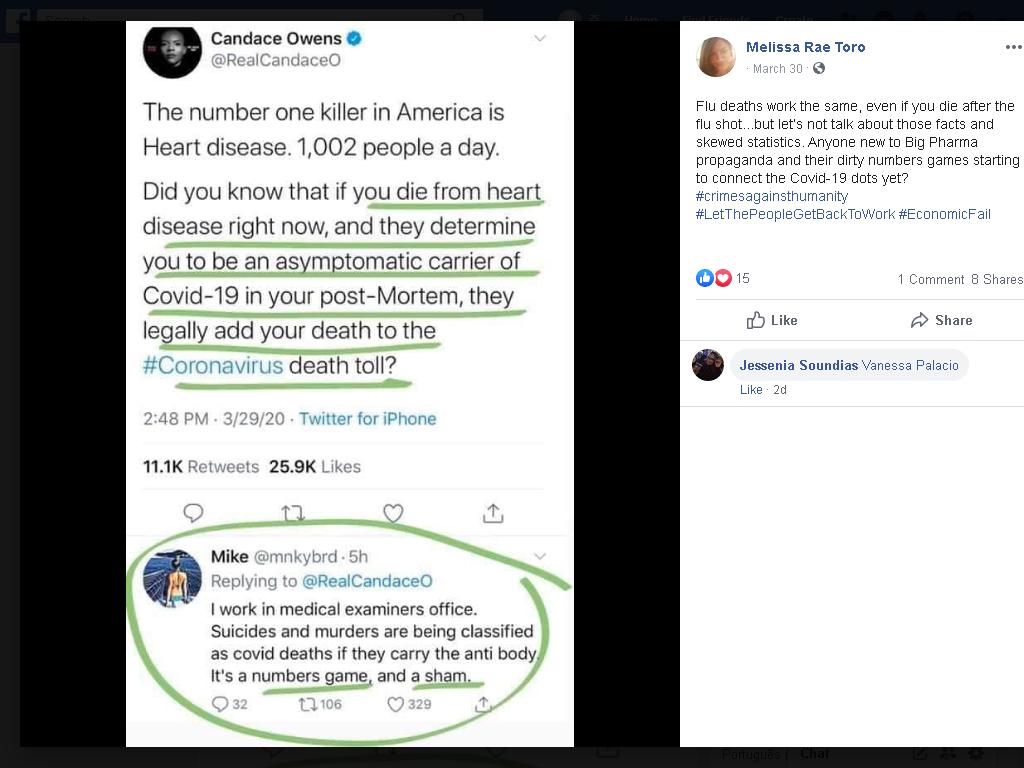 Search
Home
Find Friends
Create
Candace Owens
@RealCandaceO
The number one killer in America is
Heart disease. 1,002 people a day.
Did you know that if you die from heart
disease right now, and they determine
you to be an asymptomatic carrier of
Covid-19 in your post-Mortem, they
legally add your death to the
#Coronavirus death toll?
2:48 PM · 3/29/20 · Twitter for iPhone
11.1K Retweets 25.9K Likes
Mike @mnkybrd · 5h
Replying to @RealCandaceO
I work in medical examiners office.
Suicides and murders are being classified
as covid deaths if they carry the anti body.
It's a numbers game, and a sham.
32 106 329
Melissa Rae Toro
· March 30 ·
Flu deaths work the same, even if you die after the
flu shot...but let's not talk about those facts and
skewed statistics. Anyone new to Big Pharma
propaganda and their dirty numbers games starting
to connect the Covid-19 dots yet?
#crimesagainsthumanity
#LetThePeopleGetBackToWork #EconomicFail
15 1 Comment 8 Shares
Like Share
Jessenia Soundias Vanessa Palacio
Like · 2d
Português
Chat